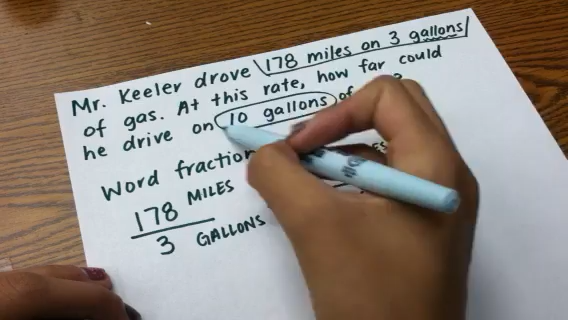 Mr. Keeler drove 178 miles on 3 gallons
of gas. At this rate, how far could
he drive on 10 gallons of
Word fraction
178 MILES
3 GALLONS